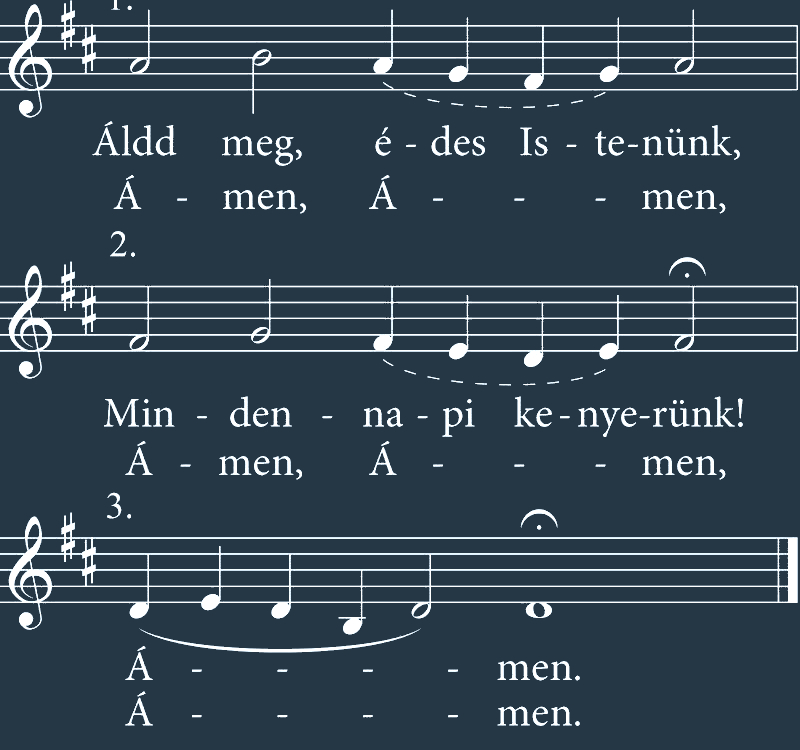 1.
Áldd meg, é - des Is - te-nünk,
Á - men, Á - - - men,
2.
Min - den - na - pi ke - nye-rünk!
Á - men, Á - - - men,
3.
Á - - - - men.
Á - - - - men.